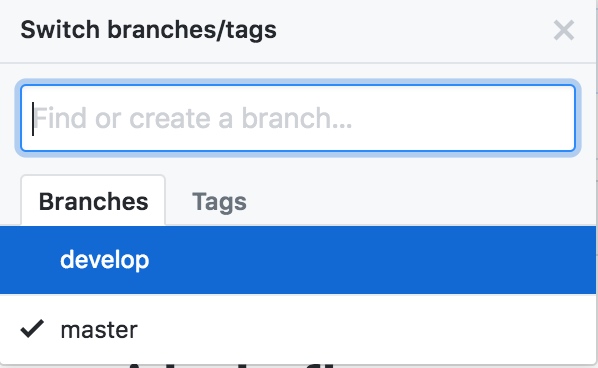 Switch branches/tags
Find or create a branch...
Branches Tags
develop
master